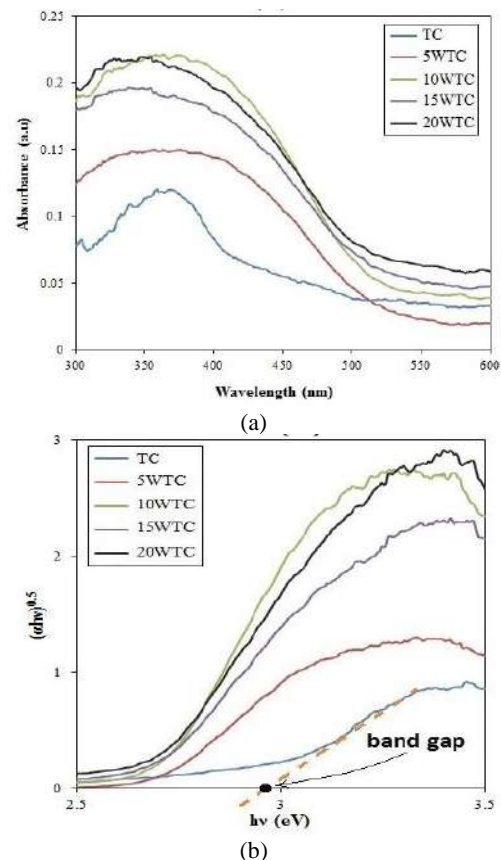 0.25
0.2
0.15
0.1
0.05
0
Absorbance (a.u)
TC
5WTC
10WTC
15WTC
20WTC
300 350 400 450 500 550 600
Wavelength (nm)
(a)
3
2
1
0
(αhν)^0.5
TC
5WTC
10WTC
15WTC
20WTC
band gap
2.5 3 3.5
hν (eV)
(b)